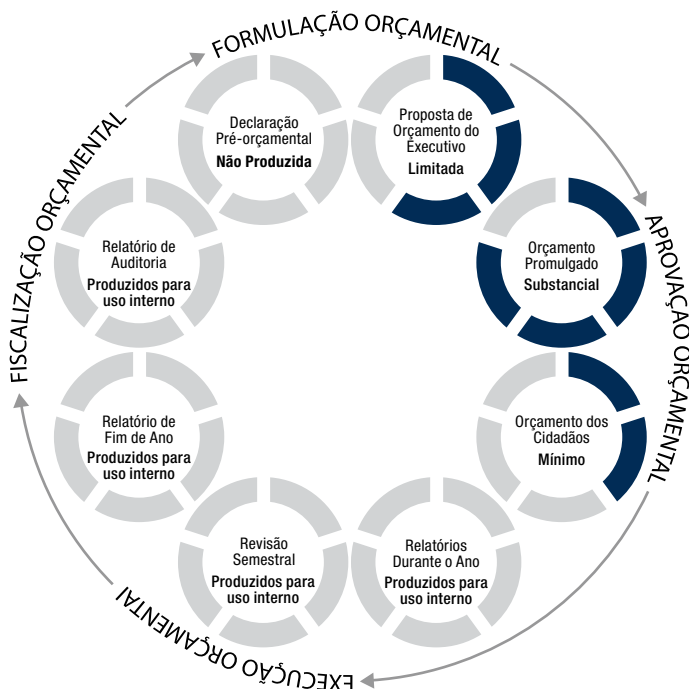 FORMULAÇÃO ORÇAMENTAL
Declaração
Pré-orçamental
Não Produzida
Proposta de
Orçamento do
Executivo
Limitada
APROVAÇAO ORÇAMENTAL
Orçamento
Promulgado
Substancial
Orçamento dos
Cidadãos
Mínimo
EXECUÇÃO ORÇAMENTAl
Relatórios
Durante o Ano
Produzidos para
uso interno
Revisão
Semestral
Produzidos para
uso interno
FISCALIZAÇÃO ORÇAMENTAL
Relatório de
Fim de Ano
Produzidos para
uso interno
Relatório de
Auditoria
Produzidos para
uso interno